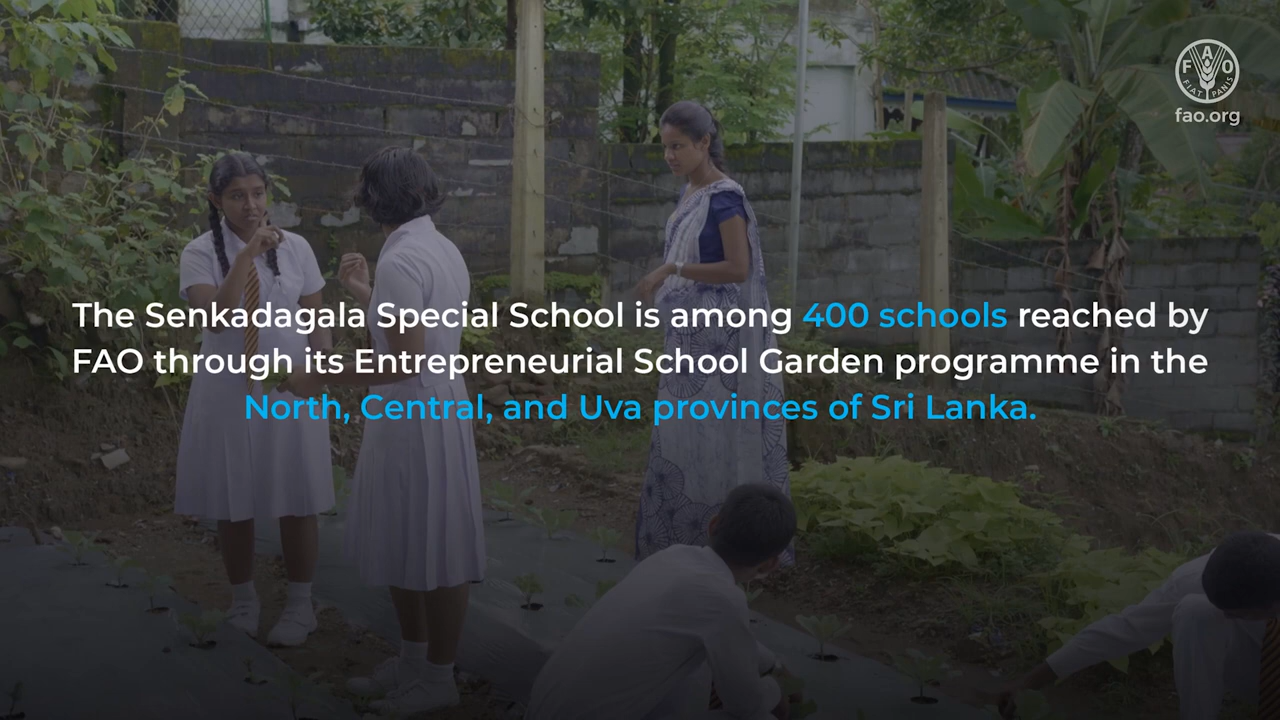 FAO
FIAT PANIS
fao.org
The Senkadagala Special School is among 400 schools reached by
FAO through its Entrepreneurial School Garden programme in the
North, Central, and Uva provinces of Sri Lanka.